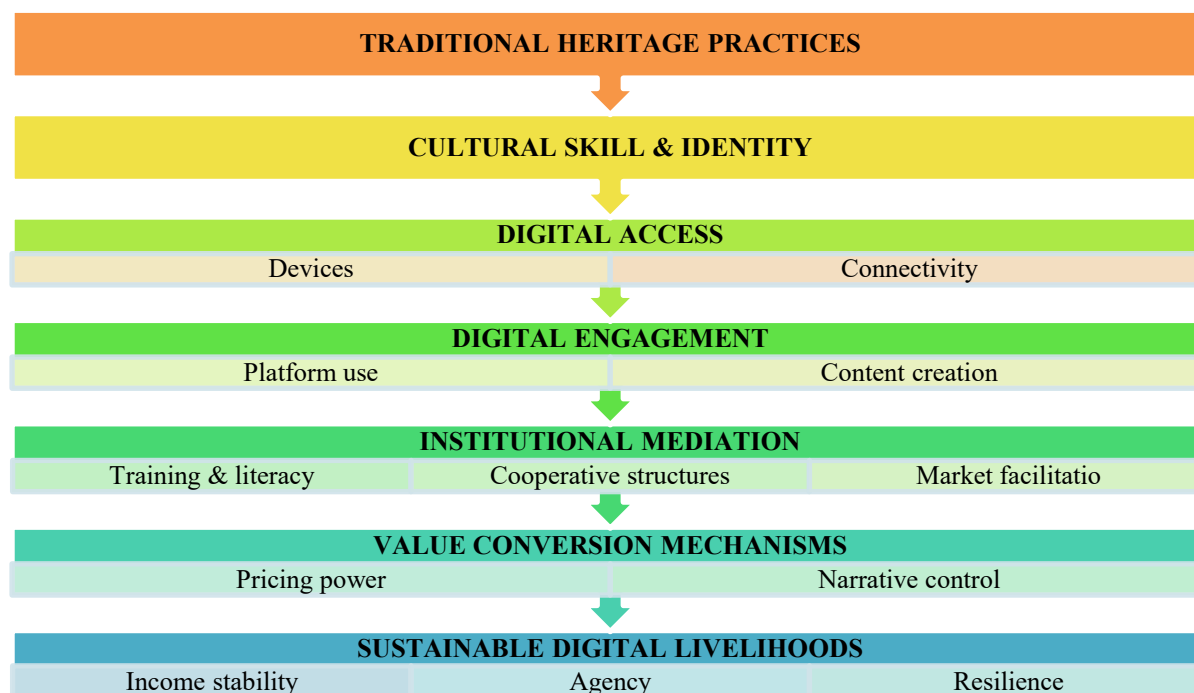 TRADITIONAL HERITAGE PRACTICES
CULTURAL SKILL & IDENTITY
DIGITAL ACCESS
Devices Connectivity
DIGITAL ENGAGEMENT
Platform use Content creation
INSTITUTIONAL MEDIATION
Training & literacy Cooperative structures Market facilitatio
VALUE CONVERSION MECHANISMS
Pricing power Narrative control
SUSTAINABLE DIGITAL LIVELIHOODS
Income stability Agency Resilience